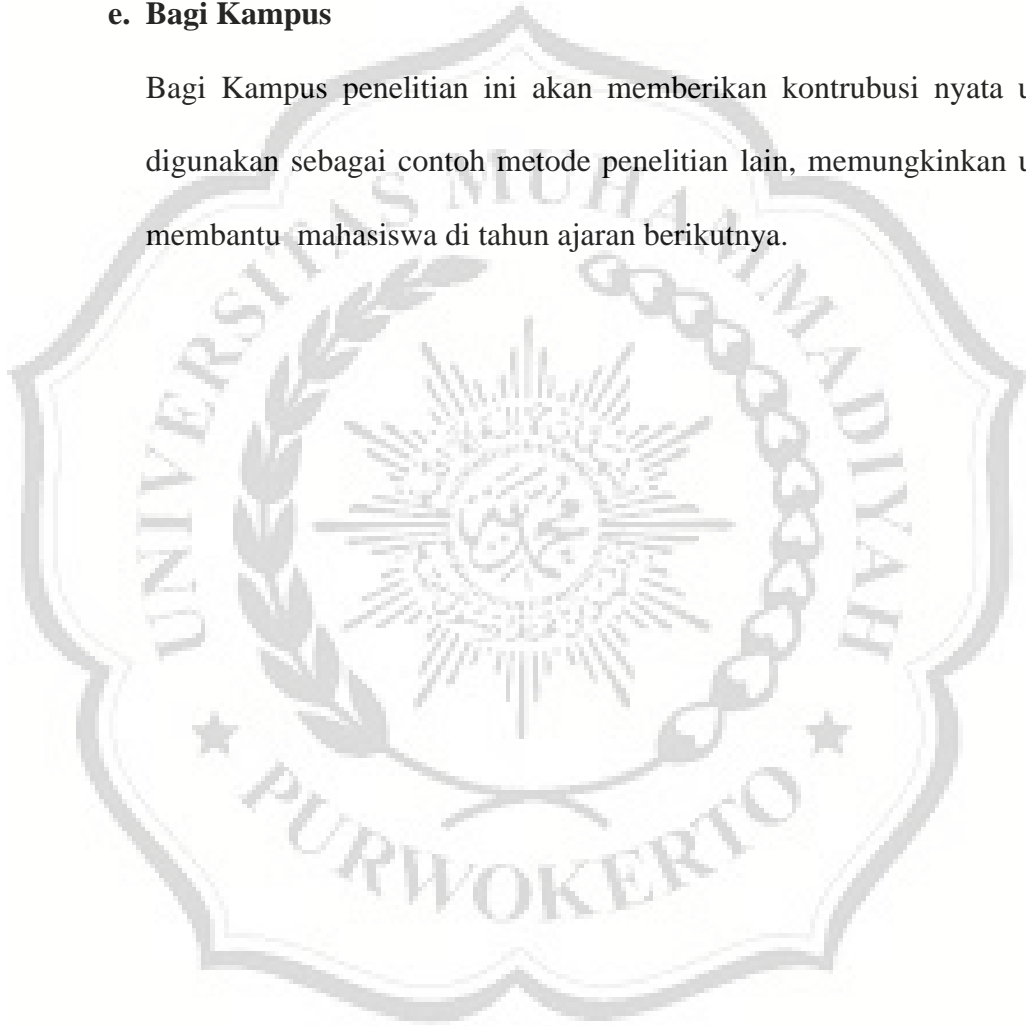 e. Bagi Kampus
Bagi Kampus penelitian ini akan memberikan kontrubusi nyata u
digunakan sebagai contoh metode penelitian lain, memungkinkan u
membantu mahasiswa di tahun ajaran berikutnya.
UNIVERSITAS MUHAMMADIYAH
PURWOKERTO